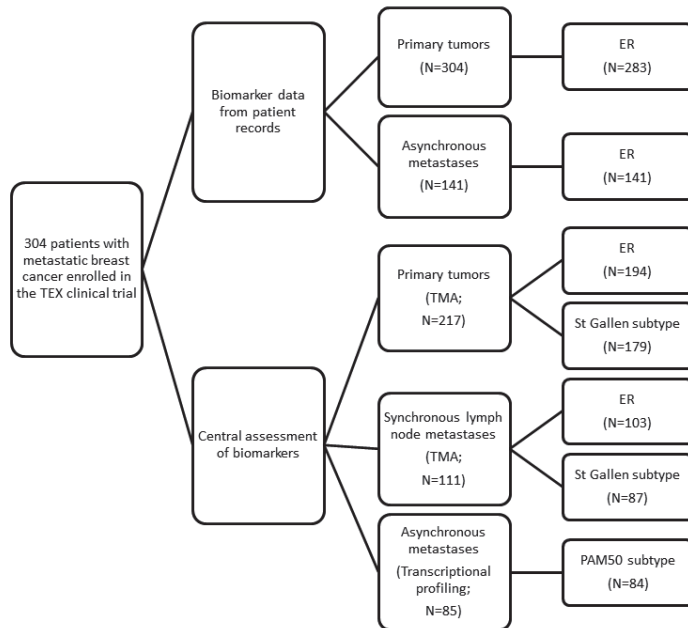 304 patients with
metastatic breast
cancer enrolled in
the TEX clinical trial
Biomarker data
from patient
records
Primary tumors
(N=304)
ER
(N=283)
Asynchronous
metastases
(N=141)
ER
(N=141)
Central assessment
of biomarkers
Primary tumors
(TMA;
N=217)
ER
(N=194)
St Gallen subtype
(N=179)
Synchronous lymph
node metastases
(TMA;
N=111)
ER
(N=103)
St Gallen subtype
(N=87)
Asynchronous
metastases
(Transcriptional
profiling;
N=85)
PAM50 subtype
(N=84)